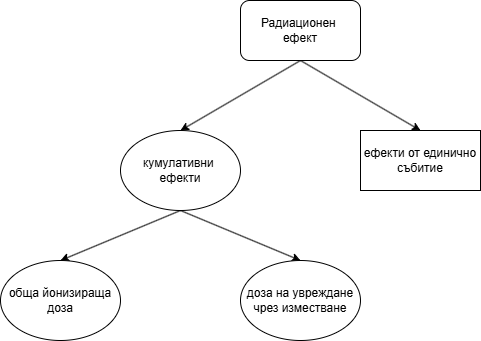 Радиационен
ефект
кумулативни
ефекти
ефекти от единично
събитие
обща йонизираща
доза
доза на увреждане
чрез изместване